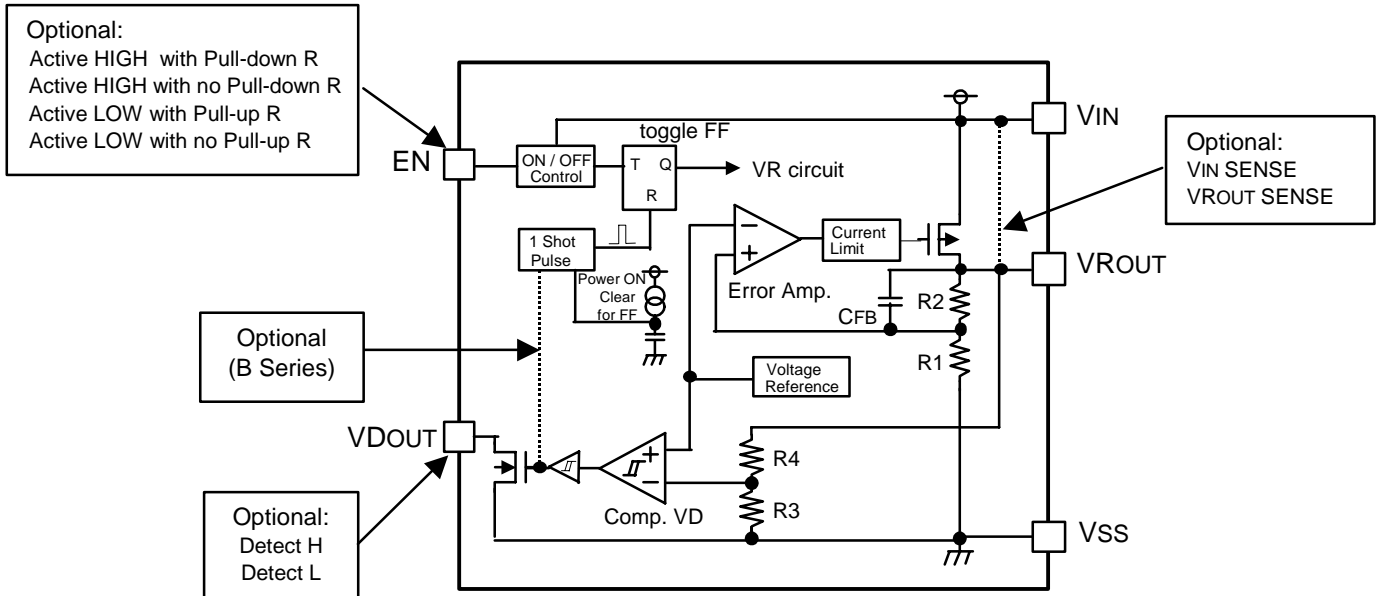 Optional:
Active HIGH with Pull-down R
Active HIGH with no Pull-down R
Active LOW with Pull-up R
Active LOW with no Pull-up R
EN
ON / OFF
Control
toggle FF
T Q
R
VR circuit
VIN
Optional:
VIN SENSE
VROUT SENSE
1 Shot
Pulse
Power ON
Clear
for FF
−
+
Error Amp.
Current
Limit
VROUT
CFB
R2
R1
Optional
(B Series)
Voltage
Reference
VDOUT
+
−
Comp. VD
R4
R3
VSS
Optional:
Detect H
Detect L